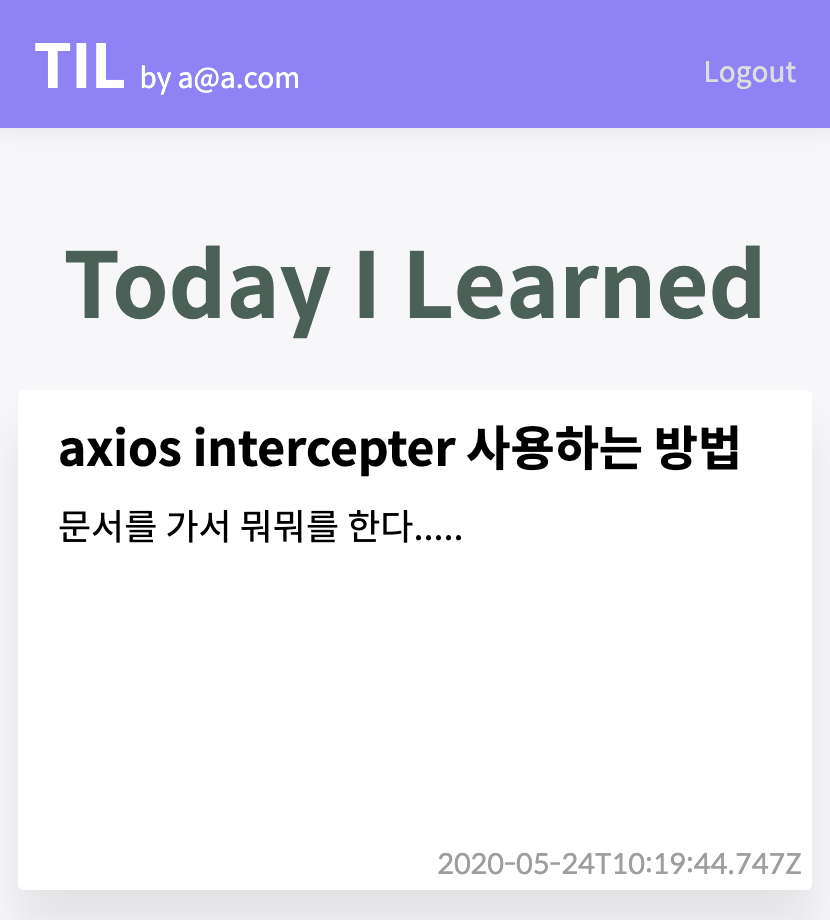 TIL by a@a.com
Logout
Today I Learned
axios intercepter 사용하는 방법
문서를 가서 뭐뭐를 한다.....
2020-05-24T10:19:44.747Z